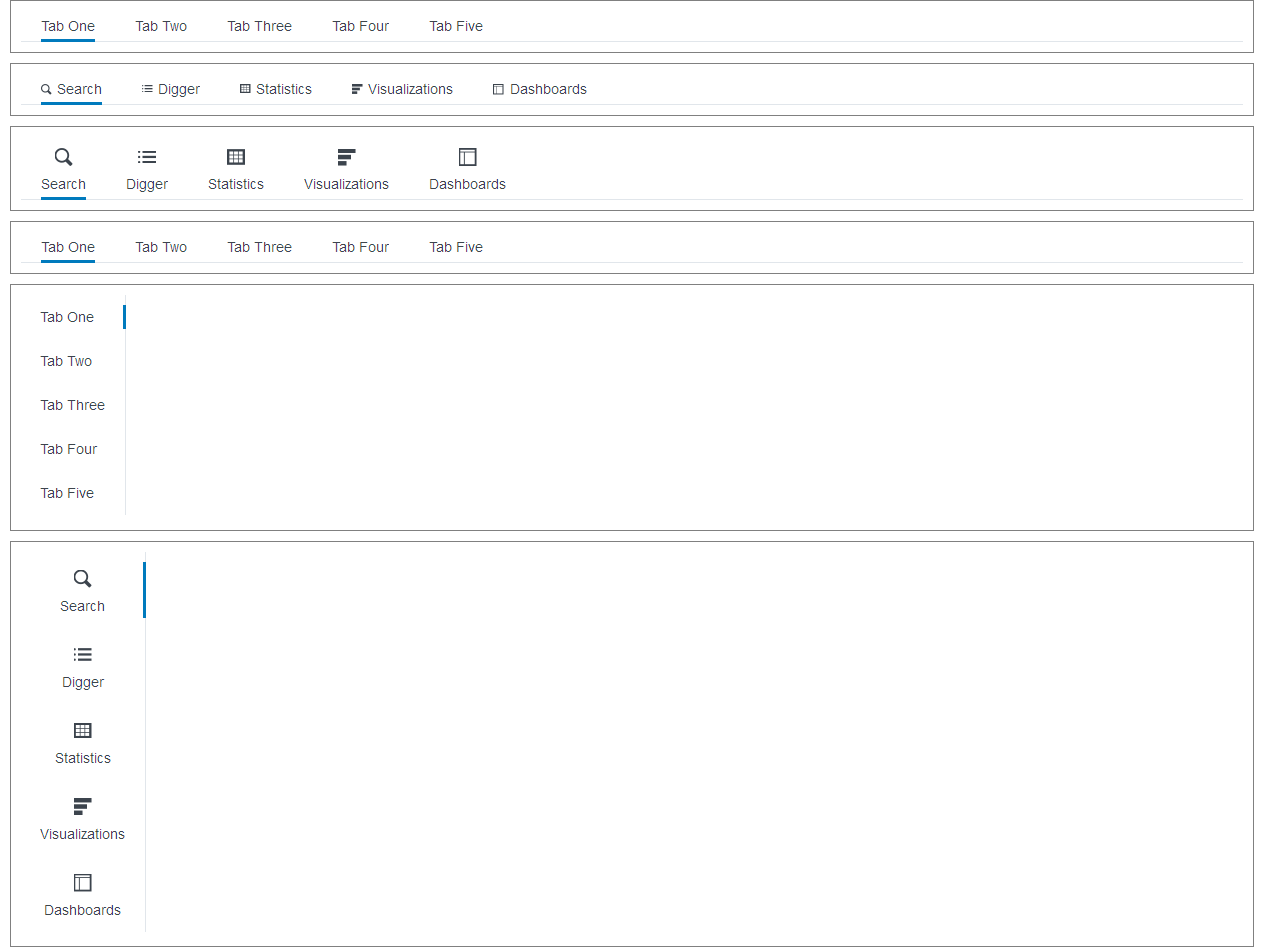 Tab One Tab Two Tab Three Tab Four Tab Five
Search Digger Statistics Visualizations Dashboards
Search Digger Statistics Visualizations Dashboards
Tab One Tab Two Tab Three Tab Four Tab Five
Tab One
Tab Two
Tab Three
Tab Four
Tab Five
Search
Digger
Statistics
Visualizations
Dashboards